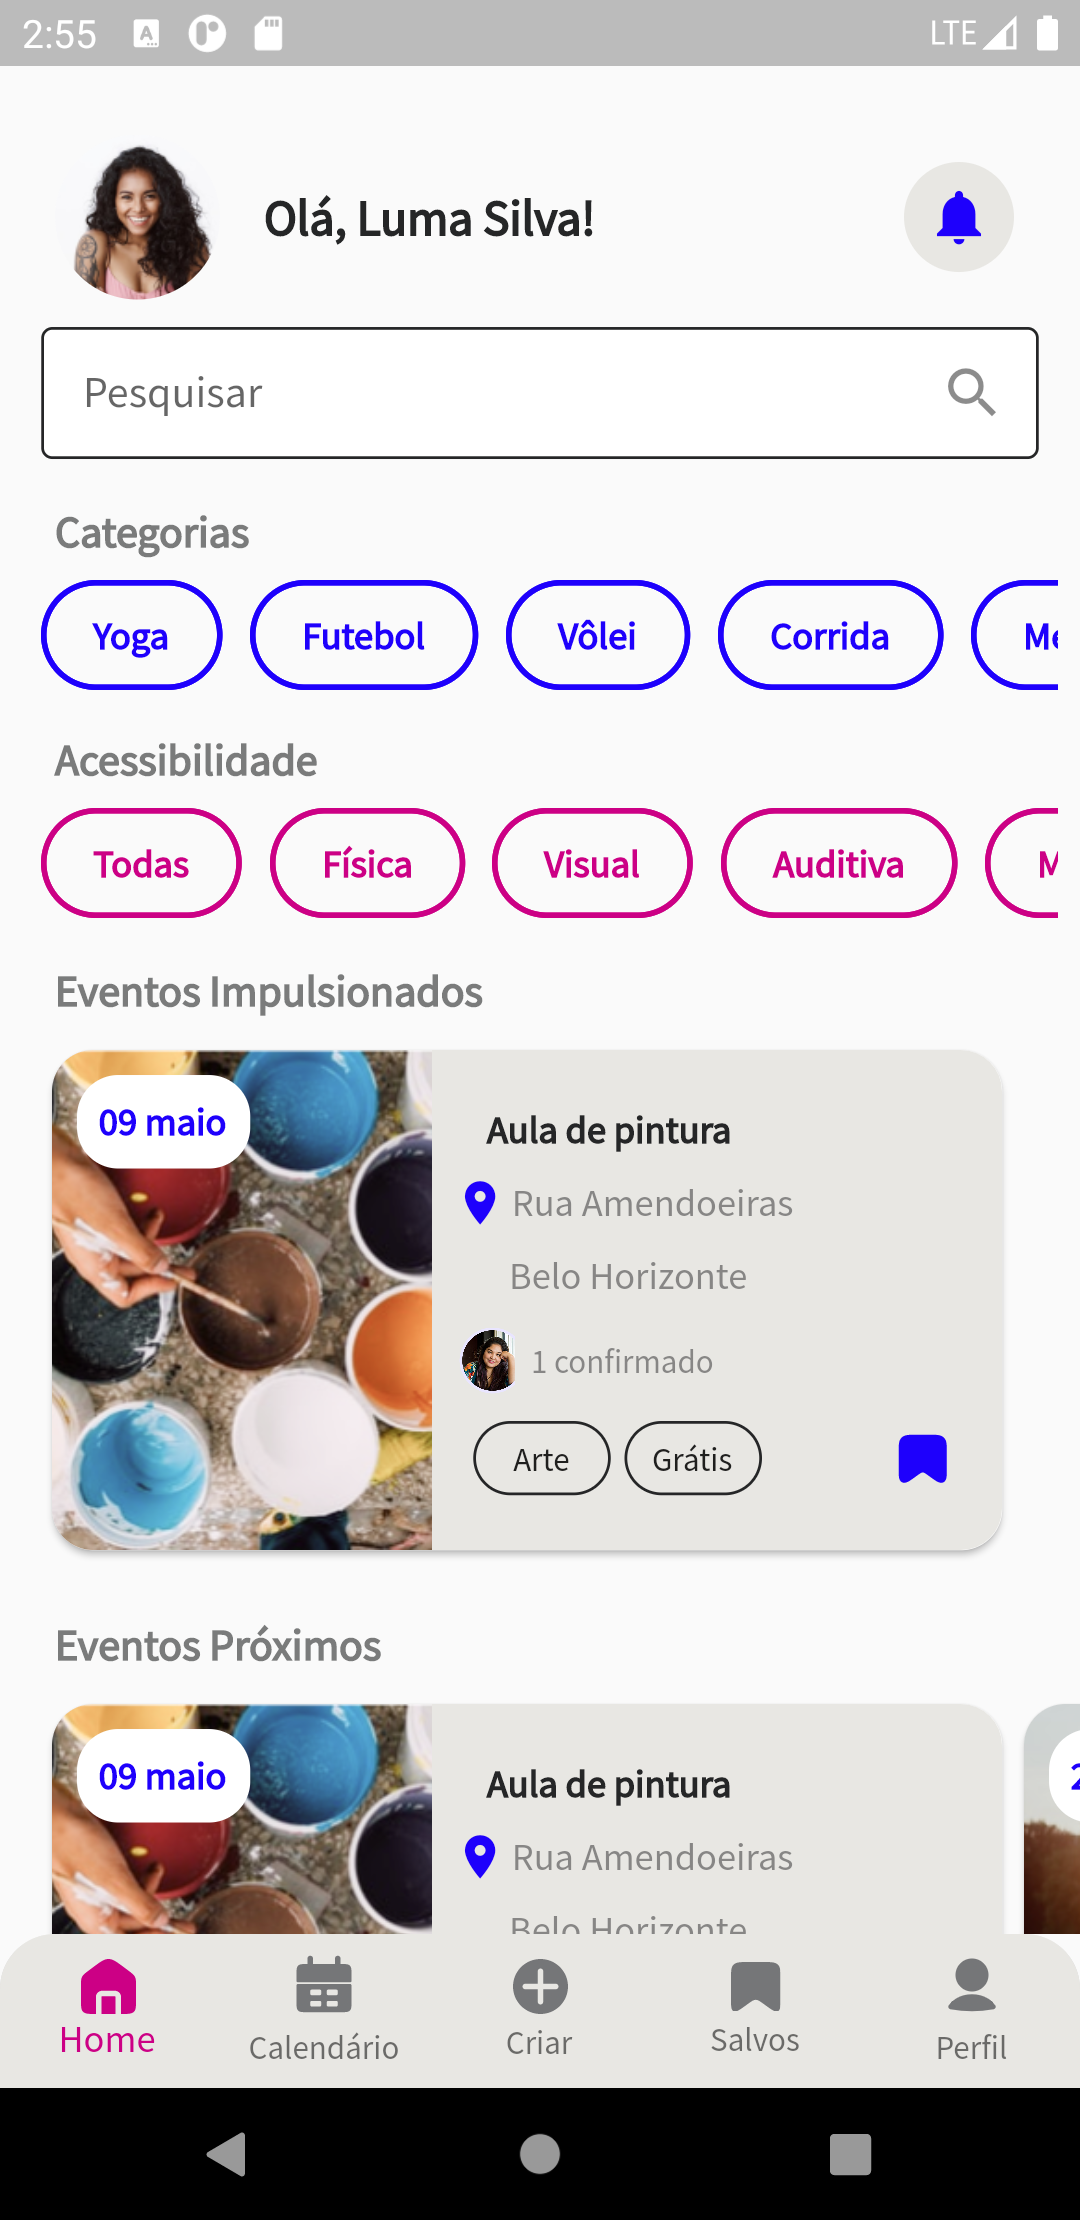 2:55
LTE
Olá, Luma Silva!
Pesquisar
Categorias
Yoga Futebol Vôlei Corrida
Acessibilidade
Todas Física Visual Auditiva
Eventos Impulsionados
09 maio
Aula de pintura
Rua Amendoeiras
Belo Horizonte
1 confirmado
Arte Grátis
Eventos Próximos
09 maio
Aula de pintura
Rua Amendoeiras
Belo Horizonte
Home Calendário Criar Salvos Perfil